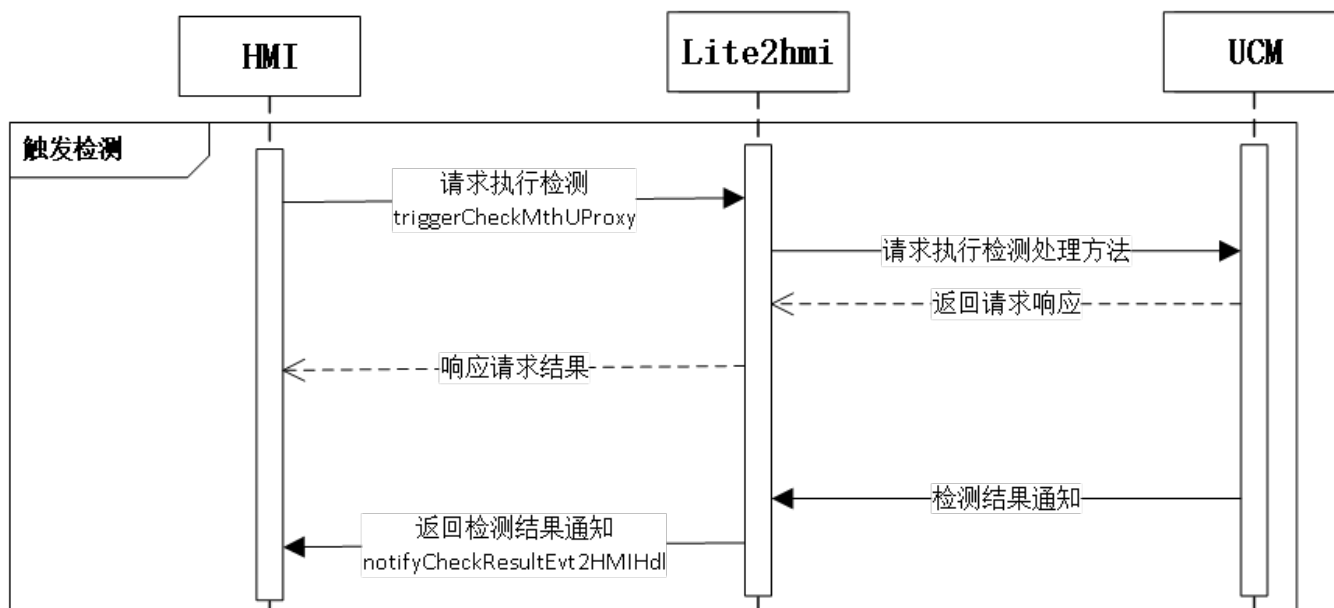 HMI
Lite2hmi
UCM
触发检测
请求执行检测
triggerCheckMthUProxy
请求执行检测处理方法
返回请求响应
响应请求结果
检测结果通知
返回检测结果通知
notifyCheckResultEvt2HMIHdl